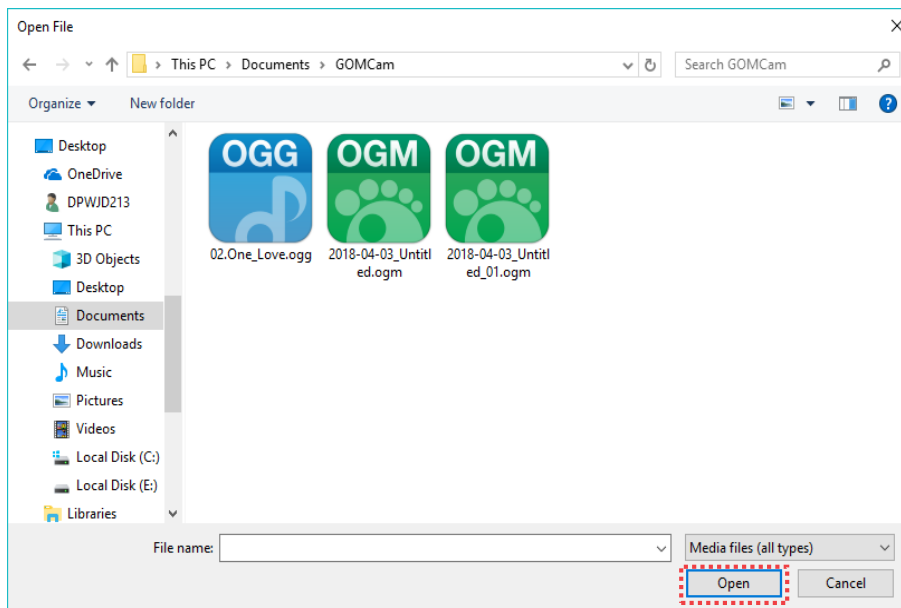 Open File
This PC > Documents > GOMCam
Search GOMCam
Organize
New folder
Desktop
OneDrive
DPWJD213
This PC
3D Objects
Desktop
Documents
Downloads
Music
Pictures
Videos
Local Disk (C:)
Local Disk (E:)
Libraries
OGG
OGM
OGM
02.One_Love.ogg
2018-04-03_Untitl
ed.ogm
2018-04-03_Untitl
ed_01.ogm
File name:
Media files (all types)
Open
Cancel